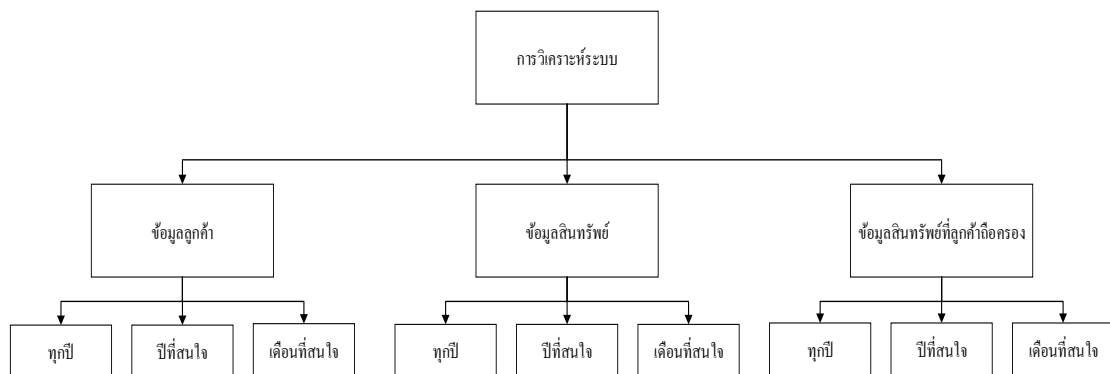 การวิเคราะห์ระบบ
ข้อมูลลูกค้า
ข้อมูลสินทรัพย์
ข้อมูลสินทรัพย์ที่ลูกค้าถือครอง
ทุกปี
ปีที่สนใจ
เดือนที่สนใจ
ทุกปี
ปีที่สนใจ
เดือนที่สนใจ
ทุกปี
ปีที่สนใจ
เดือนที่สนใจ